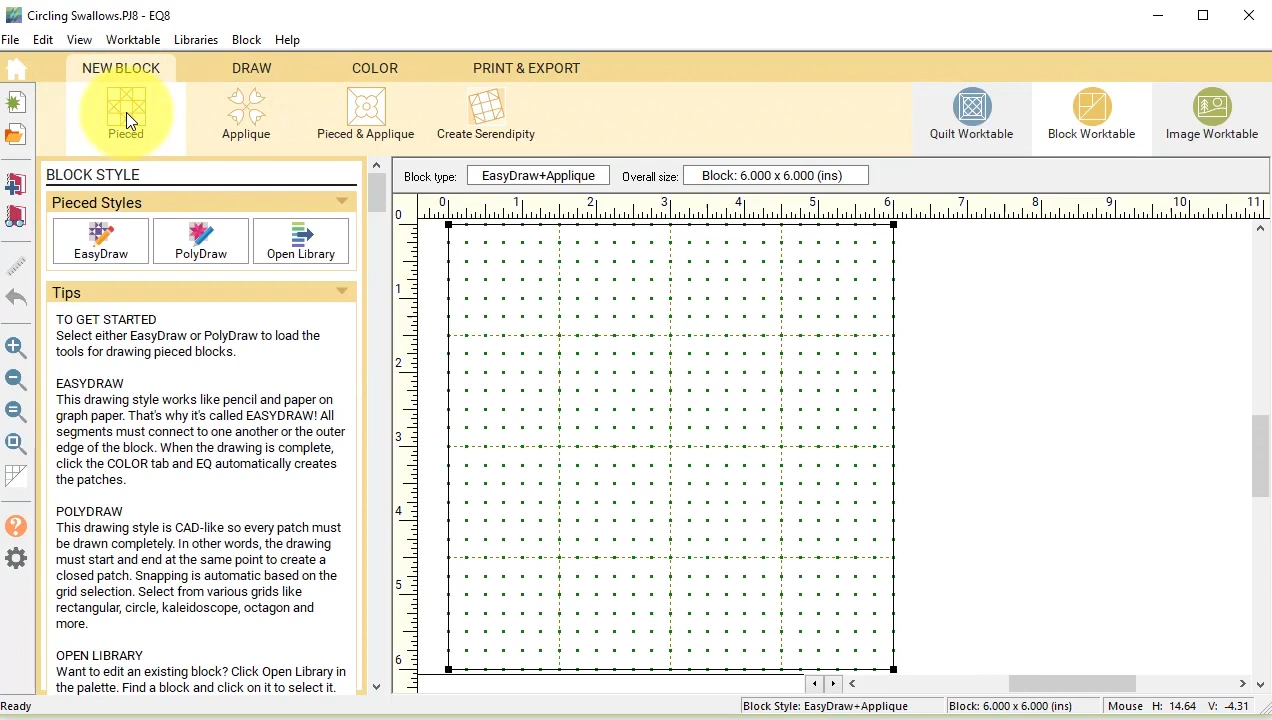 Circling Swallows.PJ8 - EQ8
File Edit View Worktable Libraries Block Help
NEW BLOCK DRAW COLOR PRINT & EXPORT
Pieced Applique Pieced & Applique Create Serendipity Quilt Worktable Block Worktable Image Worktable
BLOCK STYLE
Block type: EasyDraw+Applique Overall size: Block: 6.000 x 6.000 (ins)
Pieced Styles
0 0 1 2 3 4 5 6 7 8 9 10 11
EasyDraw PolyDraw Open Library
Tips
1
TO GET STARTED
Select either EasyDraw or PolyDraw to load the
tools for drawing pieced blocks.
2
EASYDRAW
This drawing style works like pencil and paper on
graph paper. That's why it's called EASYDRAW! All
segments must connect to one another or the outer
3
edge of the block. When the drawing is complete,
click the COLOR tab and EQ automatically creates
the patches.
4
POLYDRAW
This drawing style is CAD-like so every patch must
be drawn completely. In other words, the drawing
must start and end at the same point to create a
closed patch. Snapping is automatic based on the
5
grid selection. Select from various grids like
rectangular, circle, kaleidoscope, octagon and
more.
OPEN LIBRARY
6
Want to edit an existing block? Click Open Library in
the palette. Find a block and click on it to select it.
Ready Block Style: EasyDraw+Applique Block: 6.000 x 6.000 (ins) Mouse H: 14.64 V: -4.31